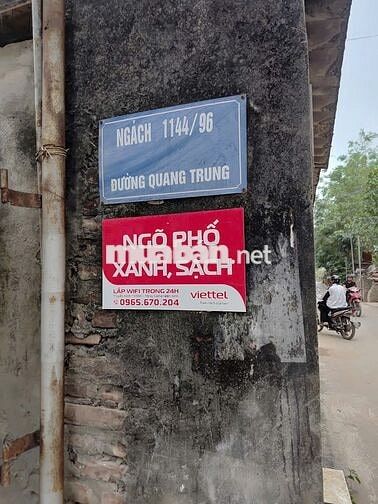 NGÁCH 1144/96
ĐƯỜNG QUANG TRUNG
NGÕ PHỐ
muaban.net
XANH, SẠCH
LẮP WIFI TRONG 24H
0965.670.204
viettel